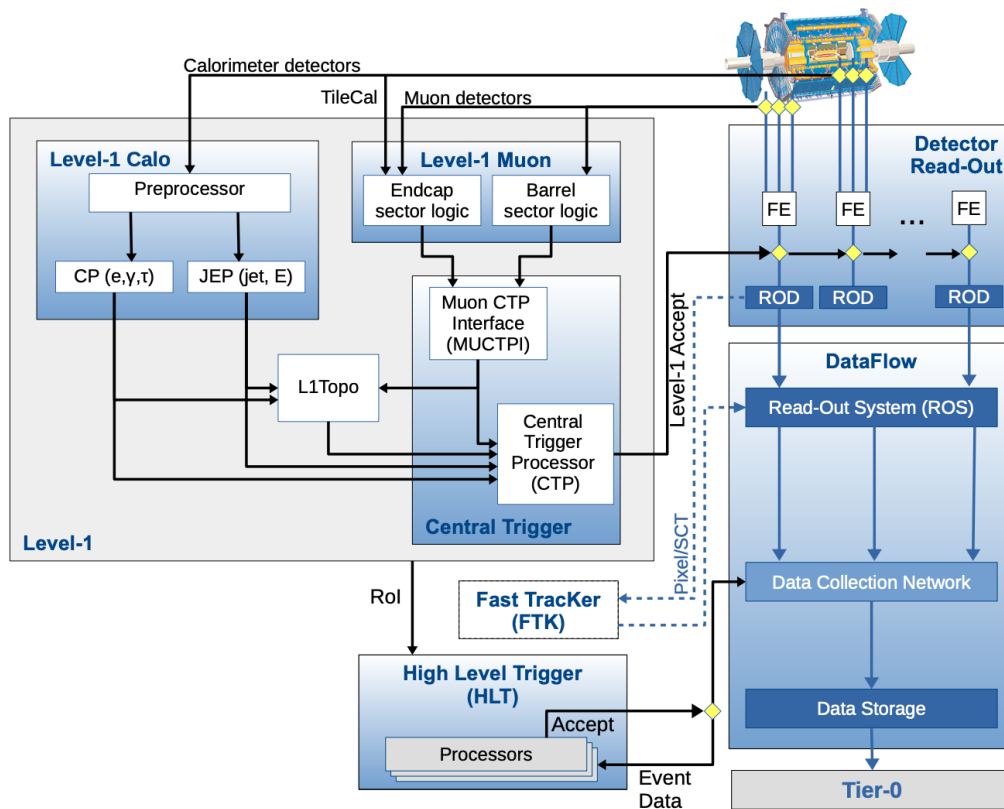 Calorimeter detectors
TileCal
Muon detectors
Level-1 Calo
Preprocessor
CP (e,γ,τ)
JEP (jet, E)
Level-1 Muon
Endcap
sector logic
Barrel
sector logic
Muon CTP
Interface
(MUCTPI)
L1Topo
Central
Trigger
Processor
(CTP)
Central Trigger
Level-1
Level-1 Accept
Detector
Read-Out
FE
FE
...
FE
ROD
ROD
ROD
DataFlow
Read-Out System (ROS)
Data Collection Network
Data Storage
Tier-0
Pixel/SCT
RoI
Fast TracKer
(FTK)
High Level Trigger
(HLT)
Accept
Processors
Event
Data